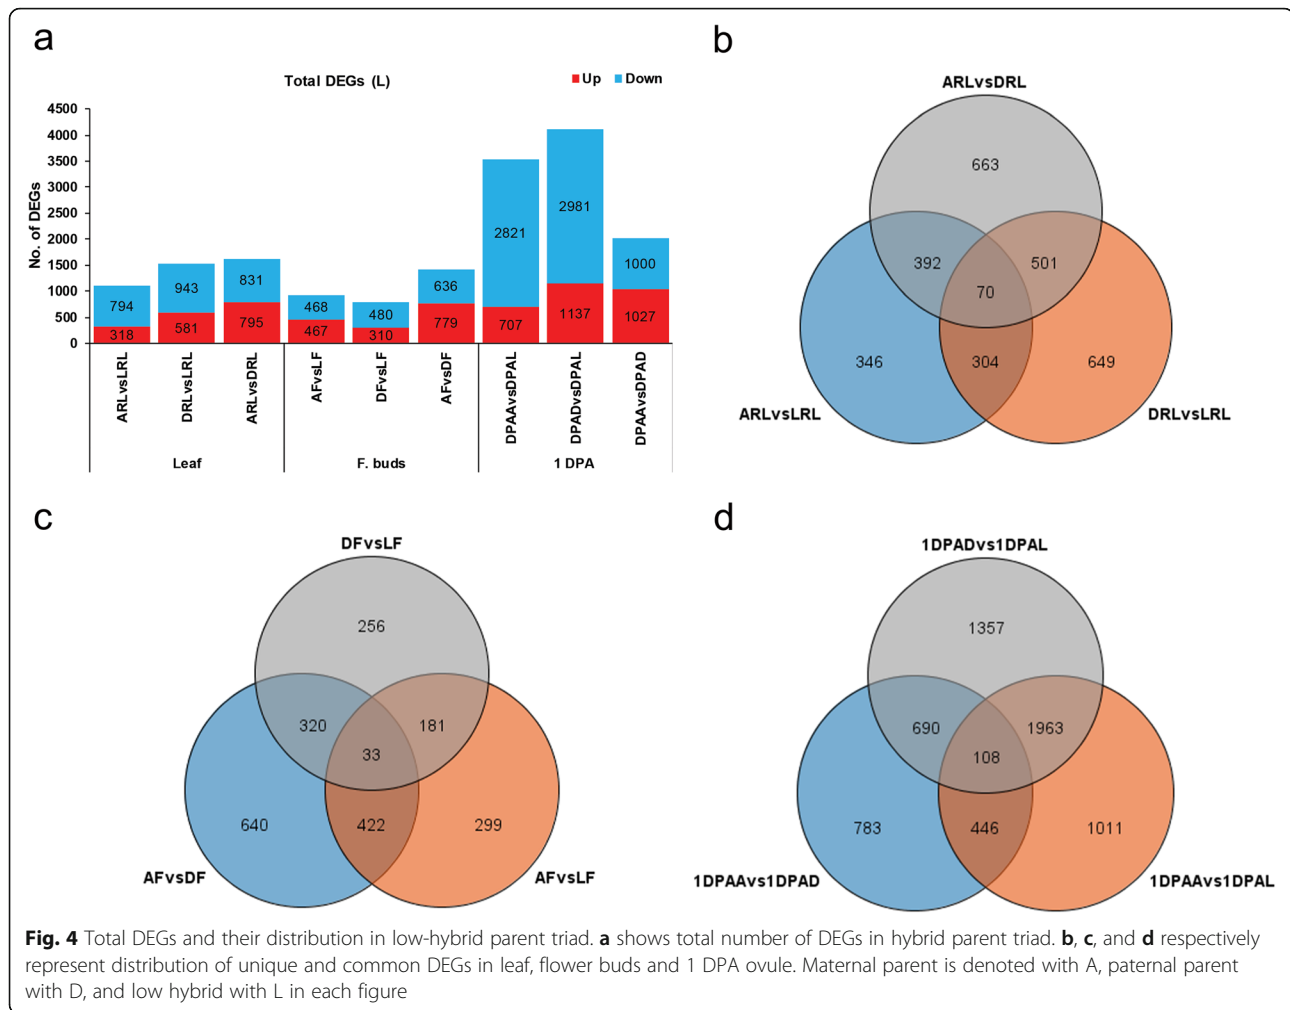 a
Total DEGs (L)
Up Down
No. of DEGs
4500
4000
3500
3000
2500
2000
1500
1000
500
0
794 943 831 468 480 636 2821 2981 1000
318 581 795 467 310 779 707 1137 1027
ARLvsLRL DRLvsLRL ARLvsDRL AFvsLF DFvsLF AFvsDF DPAAvsDPAL DPADvsDPAL DPAAvsDPAD
Leaf F. buds 1 DPA
b
ARLvsDRL
663
392 501
70
346 304 649
ARLvsLRL DRLvsLRL
c
DFvsLF
256
320 181
33
640 422 299
AFvsDF AFvsLF
d
1DPADvs1DPAL
1357
690 1963
108
783 446 1011
1DPAAvs1DPAD 1DPAAvs1DPAL
Fig. 4 Total DEGs and their distribution in low-hybrid parent triad. a shows total number of DEGs in hybrid parent triad. b, c, and d respectively
represent distribution of unique and common DEGs in leaf, flower buds and 1 DPA ovule. Maternal parent is denoted with A, paternal parent
with D, and low hybrid with L in each figure